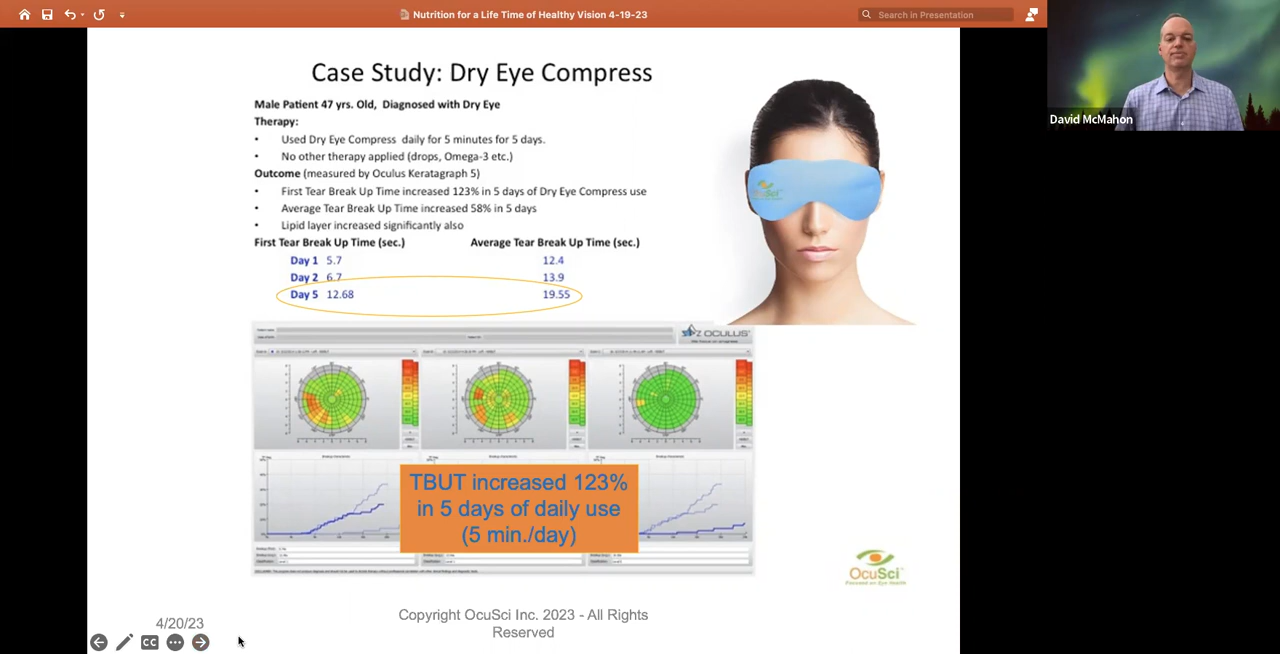 Nutrition for a Life Time of Healthy Vision 4-19-23
Search in Presentation
David McMahon
Case Study: Dry Eye Compress
Male Patient 47 yrs. Old, Diagnosed with Dry Eye
Therapy:
• Used Dry Eye Compress daily for 5 minutes for 5 days.
• No other therapy applied (drops, Omega-3 etc.)
Outcome (measured by Oculus Keratagraph 5)
• First Tear Break Up Time increased 123% in 5 days of Dry Eye Compress use
• Average Tear Break Up Time increased 58% in 5 days
• Lipid layer increased significantly also
First Tear Break Up Time (sec.) Average Tear Break Up Time (sec.)
Day 1 5.7 12.4
Day 2 6.7 13.9
Day 5 12.68 19.55
OcuSci
OCULUS
TBUT increased 123%
in 5 days of daily use
(5 min./day)
OcuSci™
Focused on Eye Health
Copyright OcuSci Inc. 2023 - All Rights
Reserved
4/20/23
CC